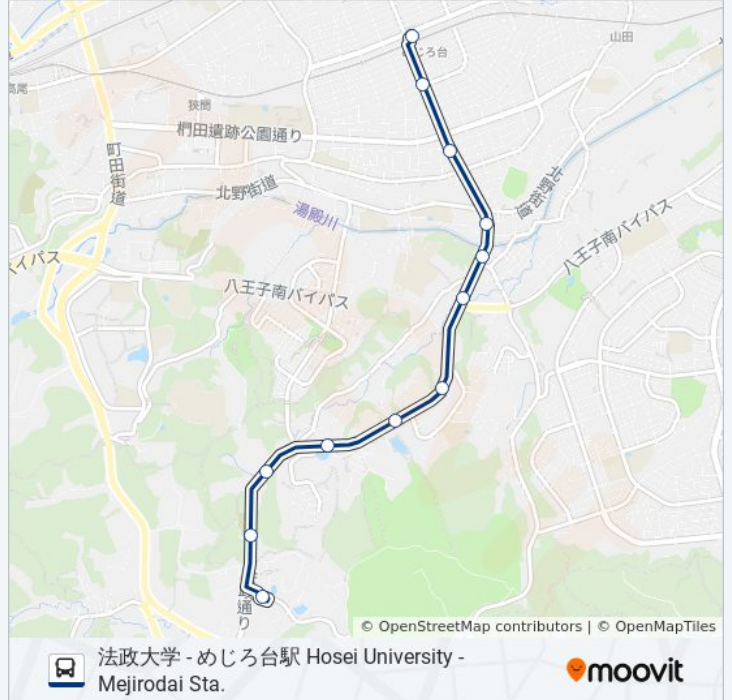 山田
じろ台
高尾
狭間
椚田遺跡公園通り
町田街道
北野街道
北野街道
湯殿川
八王子南バイパス
バイパス
八王子南バイパス
通り
© OpenStreetMap contributors | © OpenMapTiles
法政大学 - めじろ台駅 Hosei University -
Mejirodai Sta.
moovit